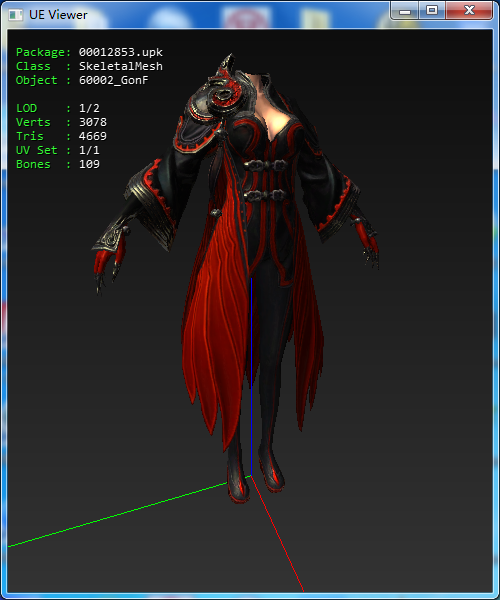 UE Viewer
Package: 00012853.upk
Class : SkeletalMesh
Object : 60002_GonF
LOD : 1/2
Verts : 3078
Tris : 4669
UV Set : 1/1
Bones : 109